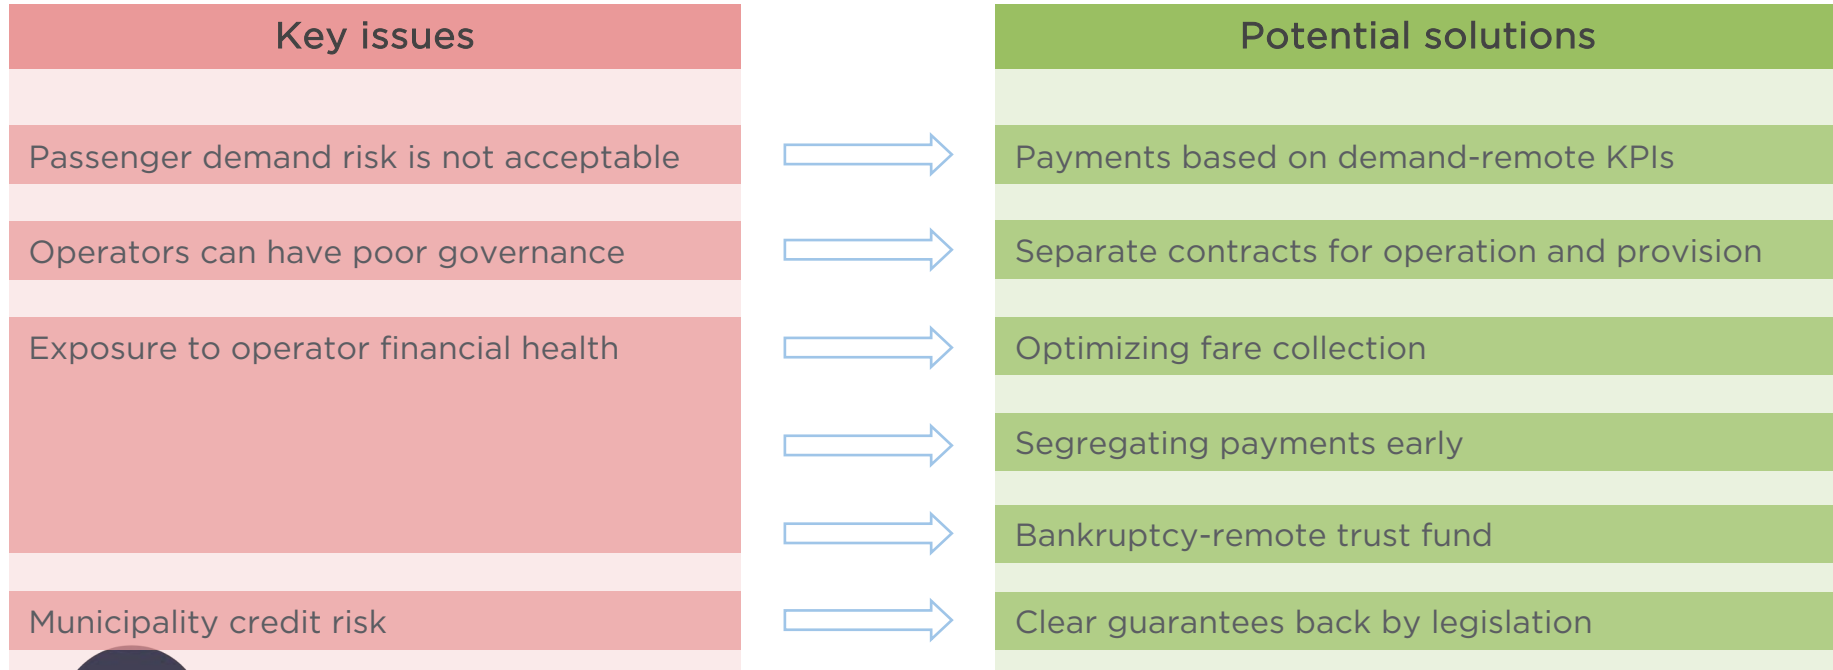 Key issues
Potential solutions
Passenger demand risk is not acceptable
Payments based on demand-remote KPIs
Operators can have poor governance
Separate contracts for operation and provision
Exposure to operator financial health
Optimizing fare collection
Segregating payments early
Bankruptcy-remote trust fund
Municipality credit risk
Clear guarantees back by legislation